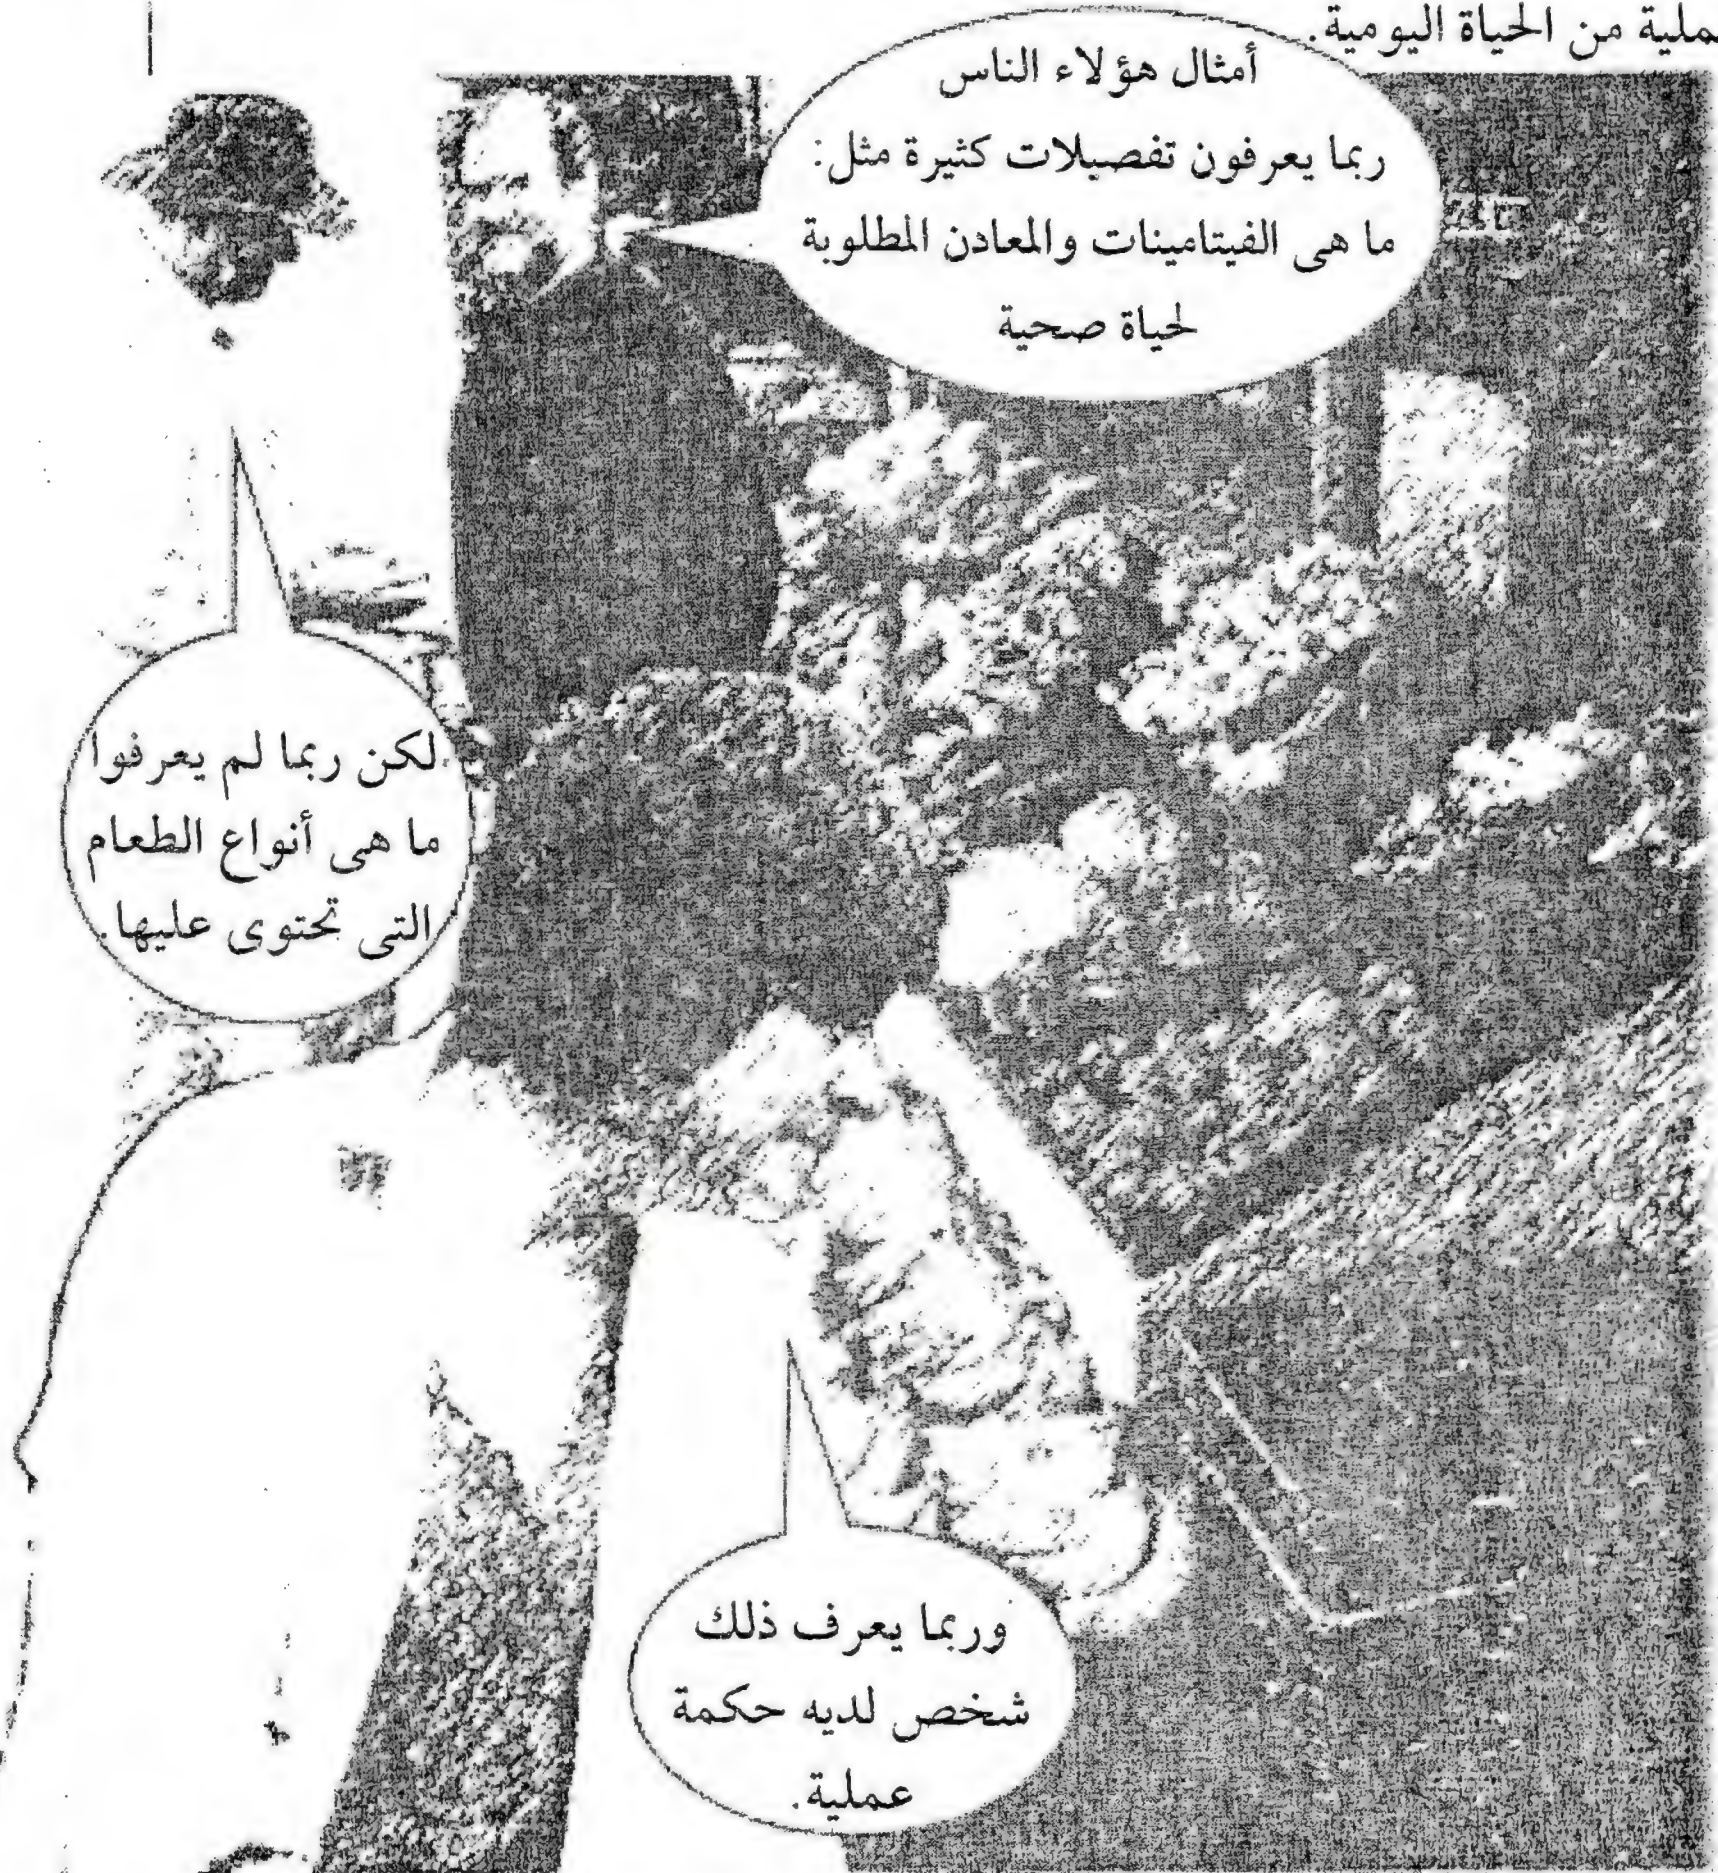 من الحياة اليومية.
أمثال هؤلاء الناس
ربما يعرفون تفصيلات كثيرة مثل:
ما هى الفيتامينات والمعادن المطلوبة
لحياة صحية
لكن ربما لم يعرفوا
ما هى أنواع الطعام
التى تحتوى عليها.
وربما يعرف ذلك
شخص لديه حكمة
عملية.